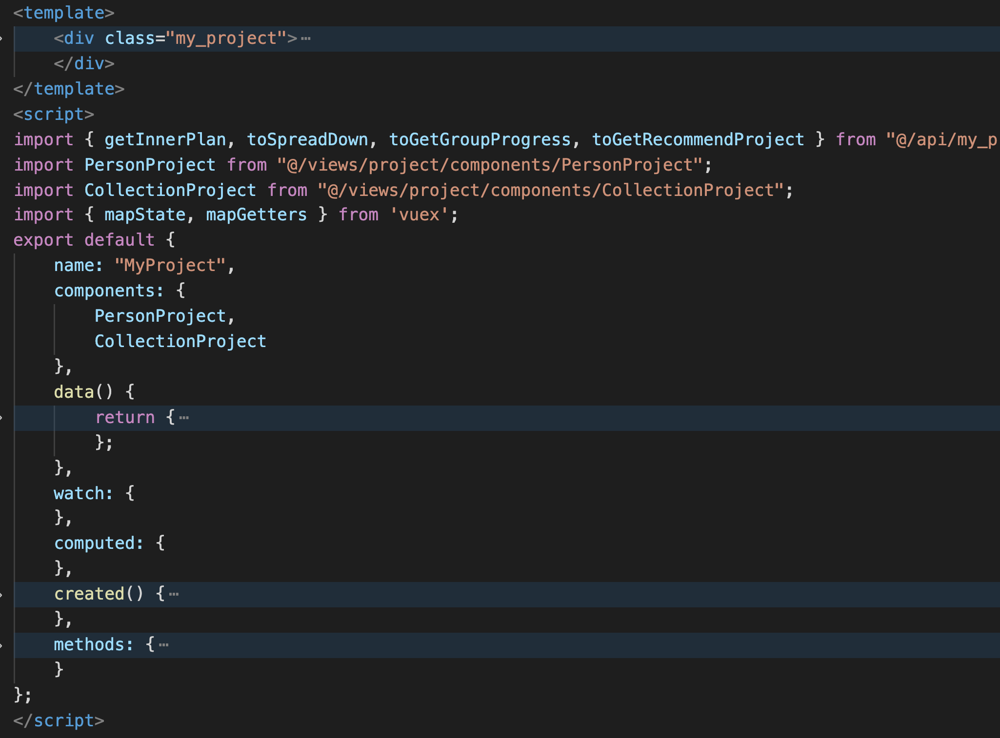 <template>
<div class="my_project">…
</div>
</template>
<script>
import { getInnerPlan, toSpreadDown, toGetGroupProgress, toGetRecommendProject } from "@/api/my_p
import PersonProject from "@/views/project/components/PersonProject";
import CollectionProject from "@/views/project/components/CollectionProject";
import { mapState, mapGetters } from 'vuex';
export default {
name: "MyProject",
components: {
PersonProject,
CollectionProject
},
data() {
return {…
};
},
watch: {
},
computed: {
},
created() {…
},
methods: {…
}
};
</script>